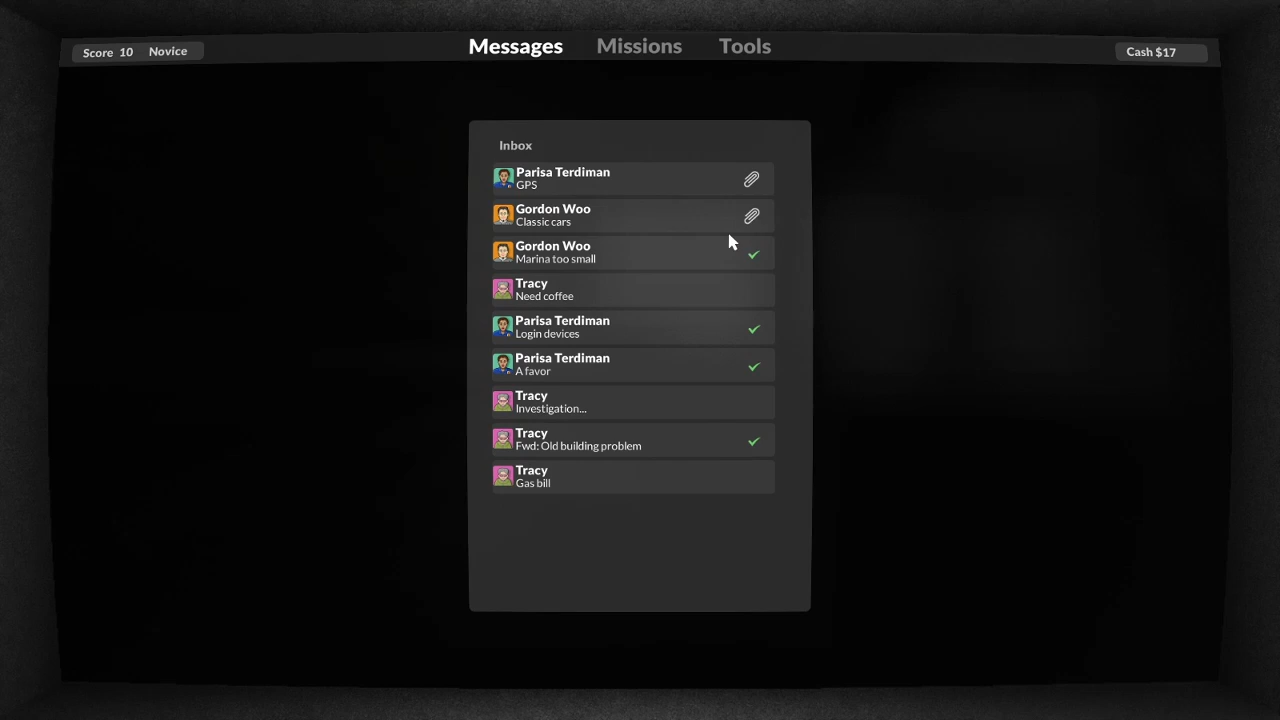 Score 10 Novice
Messages Missions Tools
Cash $17
Inbox
Parisa Terdiman
GPS
Gordon Woo
Classic cars
Gordon Woo
Marina too small
Tracy
Need coffee
Parisa Terdiman
Login devices
Parisa Terdiman
A favor
Tracy
Investigation...
Tracy
Fwd: Old building problem
Tracy
Gas bill